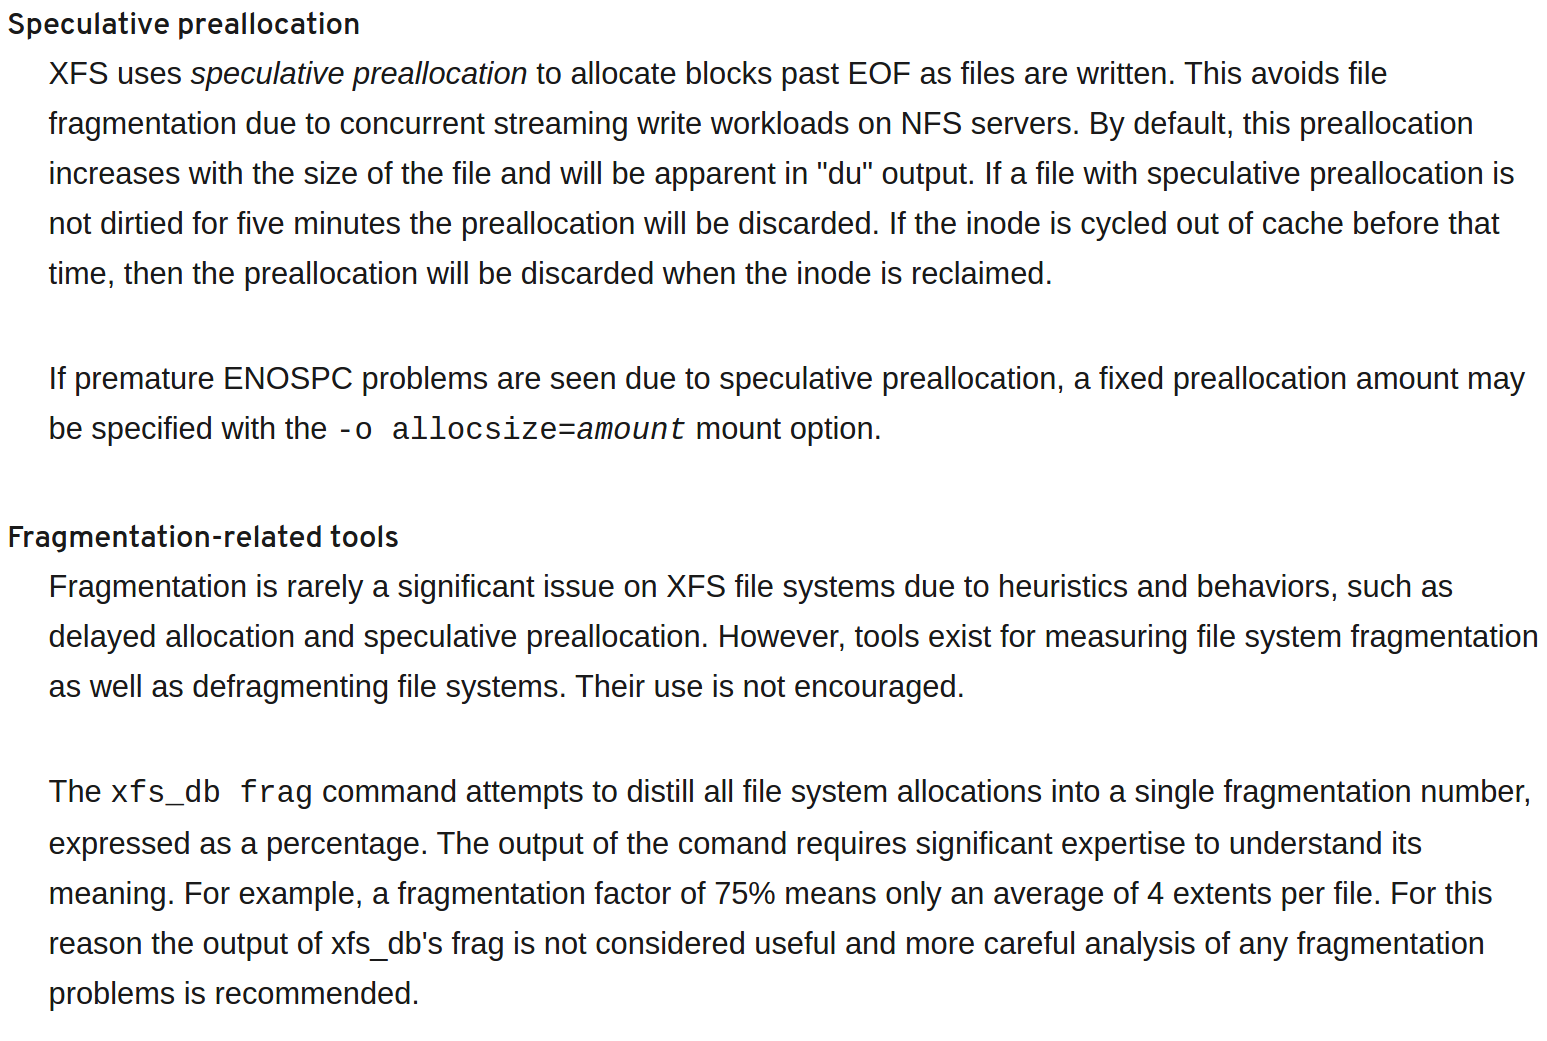 Speculative preallocation
XFS uses speculative preallocation to allocate blocks past EOF as files are written. This avoids file
fragmentation due to concurrent streaming write workloads on NFS servers. By default, this preallocation
increases with the size of the file and will be apparent in "du" output. If a file with speculative preallocation is
not dirtied for five minutes the preallocation will be discarded. If the inode is cycled out of cache before that
time, then the preallocation will be discarded when the inode is reclaimed.
If premature ENOSPC problems are seen due to speculative preallocation, a fixed preallocation amount may
be specified with the -o allocsize=amount mount option.
Fragmentation-related tools
Fragmentation is rarely a significant issue on XFS file systems due to heuristics and behaviors, such as
delayed allocation and speculative preallocation. However, tools exist for measuring file system fragmentation
as well as defragmenting file systems. Their use is not encouraged.
The xfs_db frag command attempts to distill all file system allocations into a single fragmentation number,
expressed as a percentage. The output of the comand requires significant expertise to understand its
meaning. For example, a fragmentation factor of 75% means only an average of 4 extents per file. For this
reason the output of xfs_db's frag is not considered useful and more careful analysis of any fragmentation
problems is recommended.